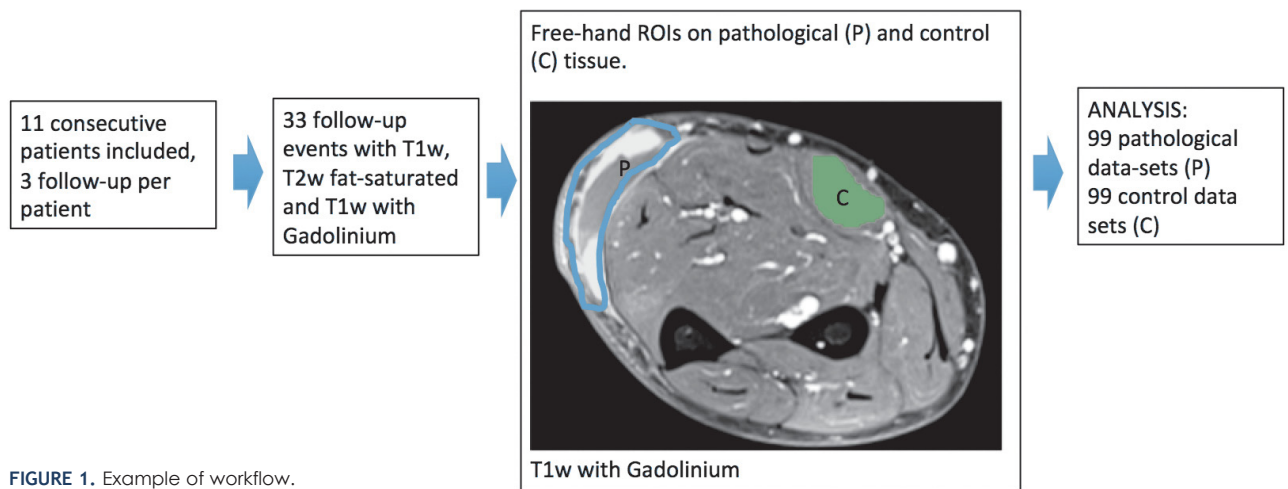 11 consecutive
patients included,
3 follow-up per
patient
33 follow-up
events with T1w,
T2w fat-saturated
and T1w with
Gadolinium
Free-hand ROIs on pathological (P) and control
(C) tissue.
P
C
T1w with Gadolinium
ANALYSIS:
99 pathological
data-sets (P)
99 control data
sets (C)
FIGURE 1. Example of workflow.